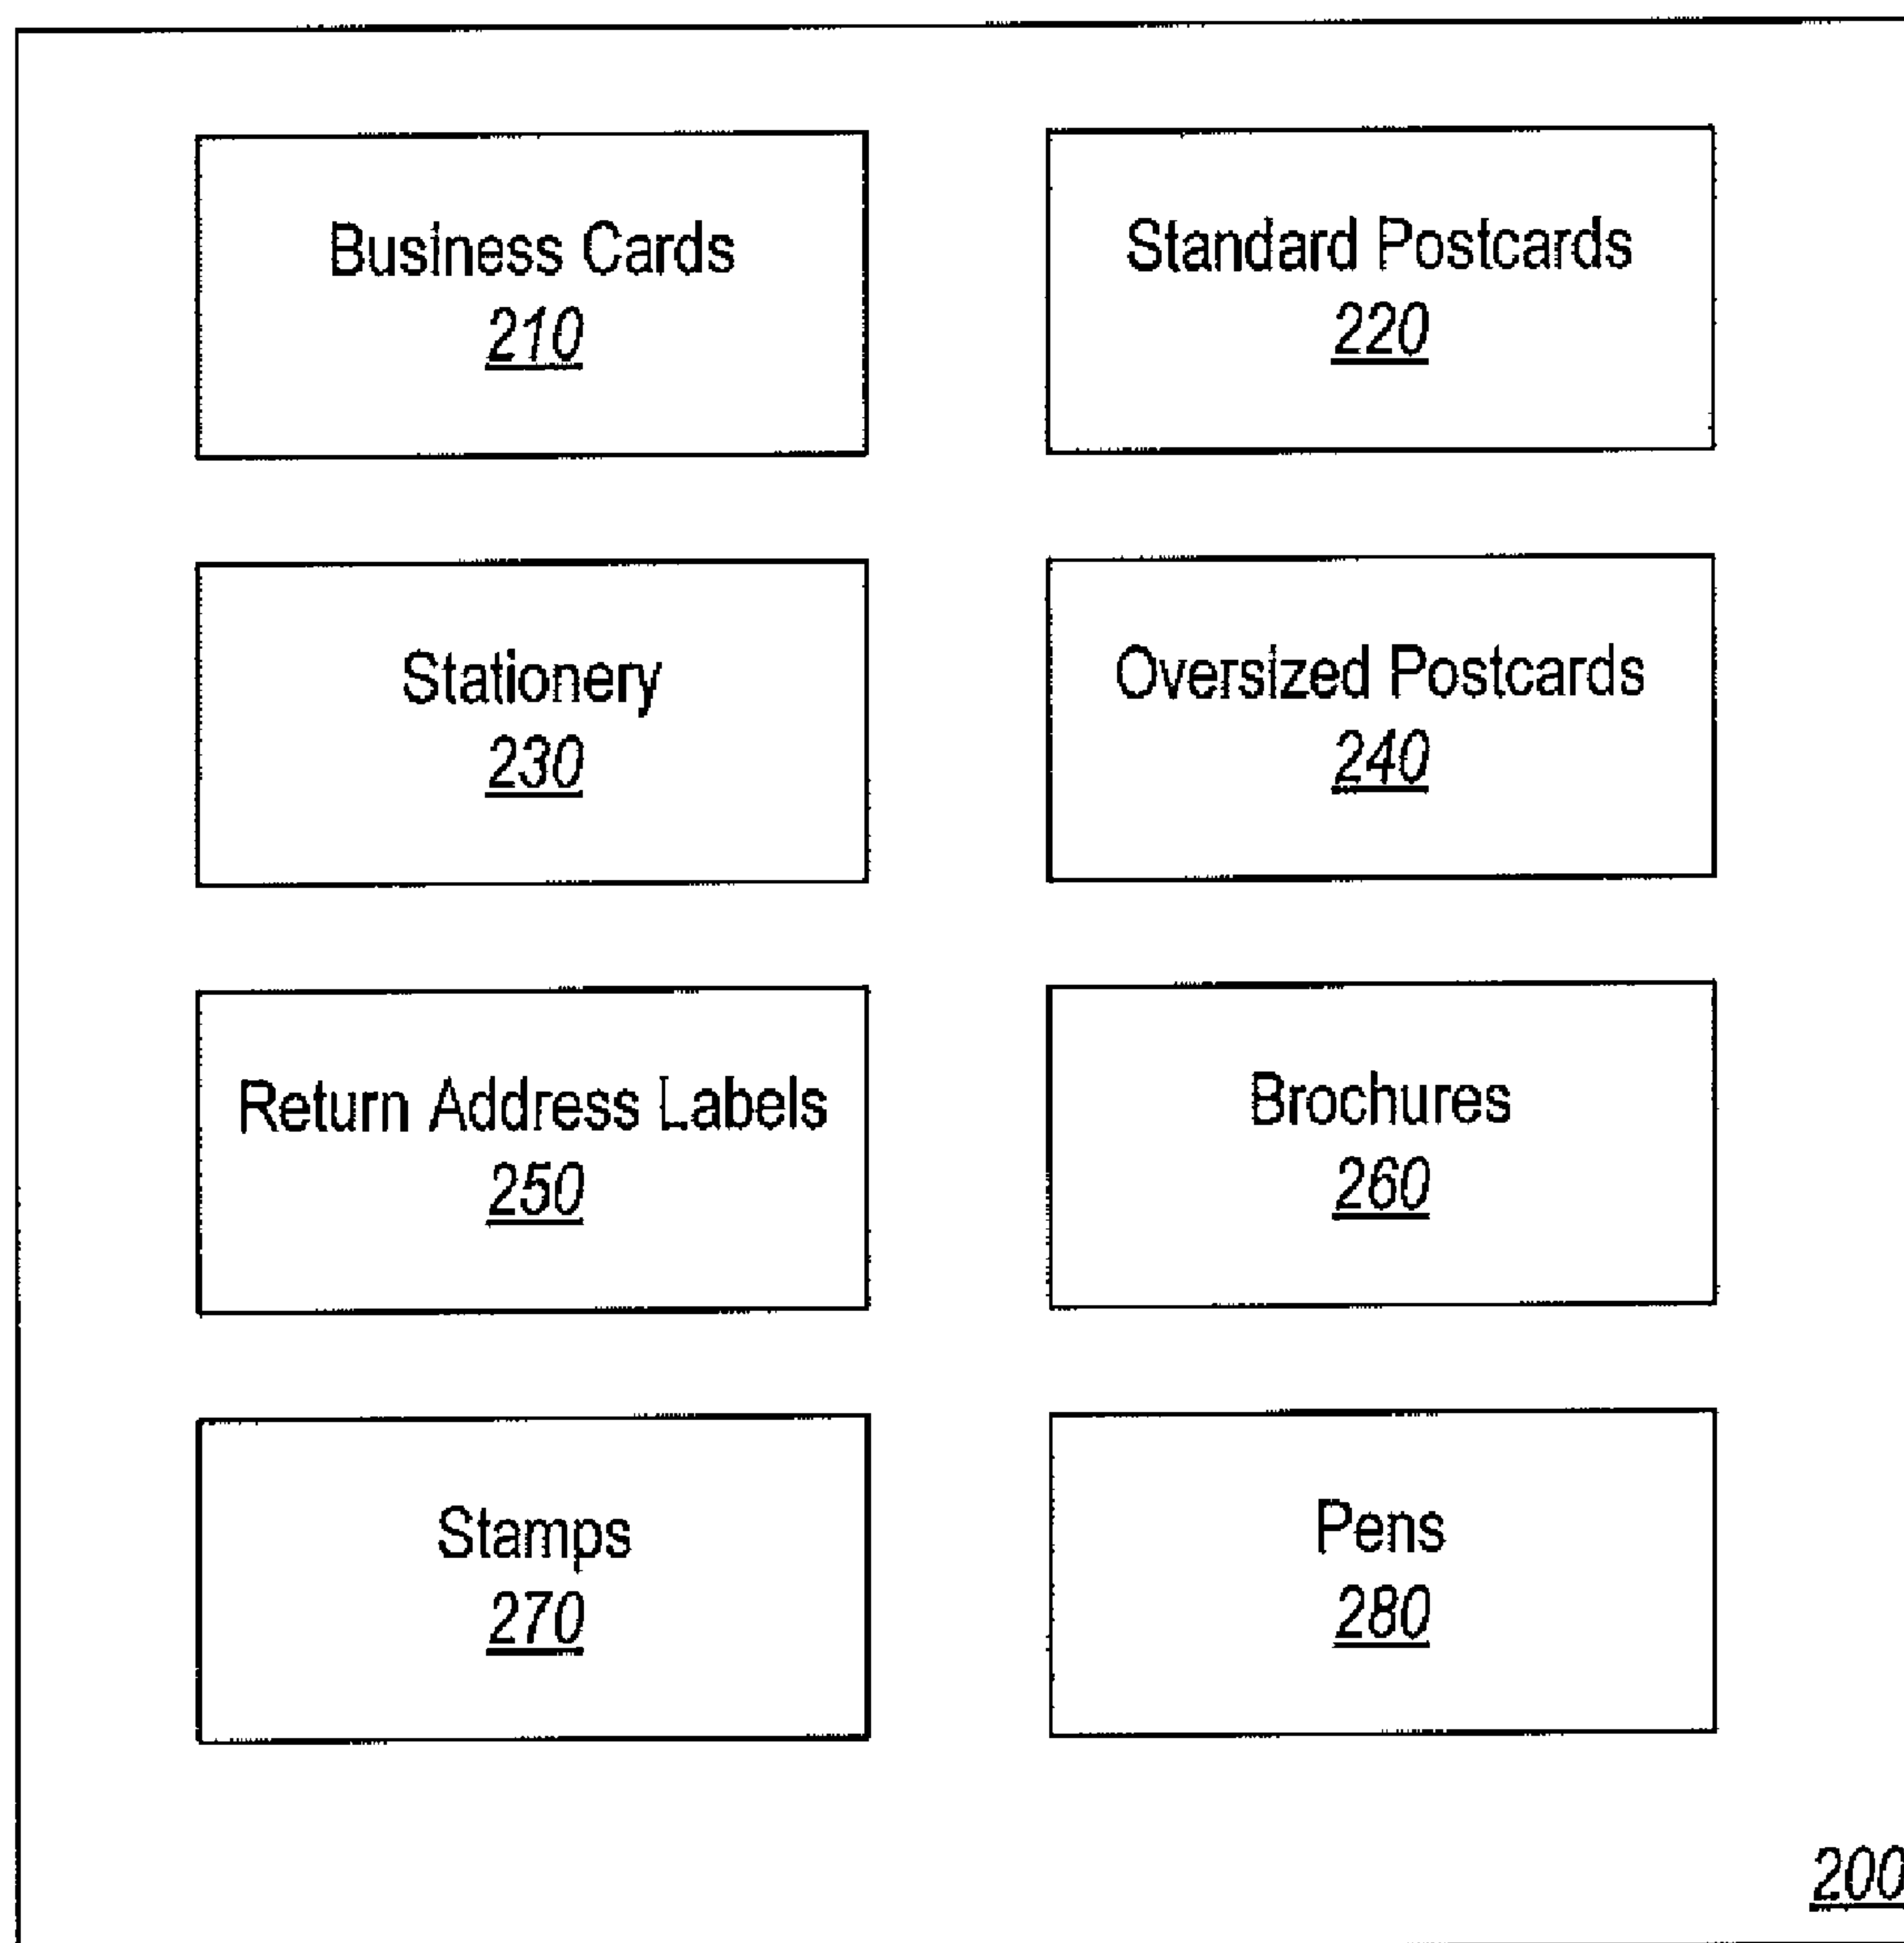 Business Cards
210
Standard Postcards
220
Stationery
230
Oversized Postcards
240
Return Address Labels
250
Brochures
260
Stamps
270
Pens
280
200